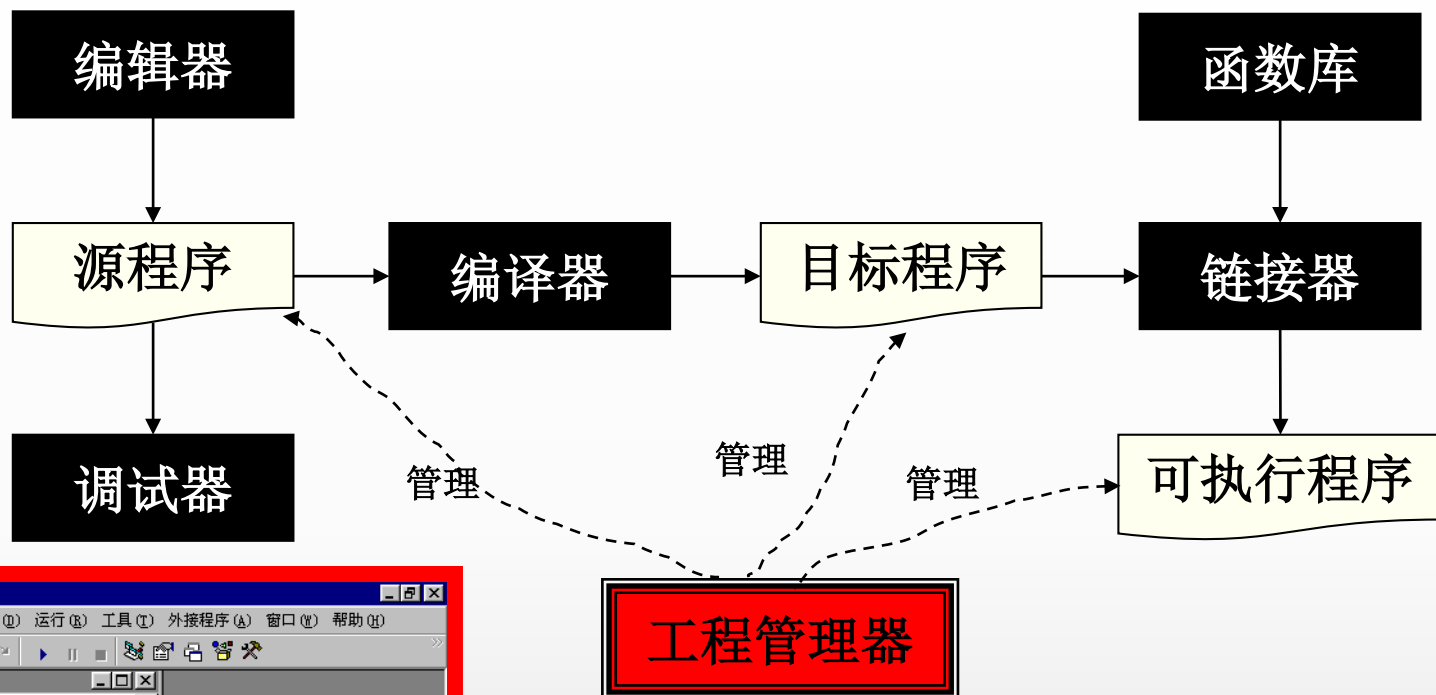 编辑器
函数库
源程序
编译器
目标程序
链接器
调试器
管理
管理
管理
可执行程序
工程管理器
(D) 运行(R) 工具(T) 外接程序(A) 窗口(W) 帮助(H)